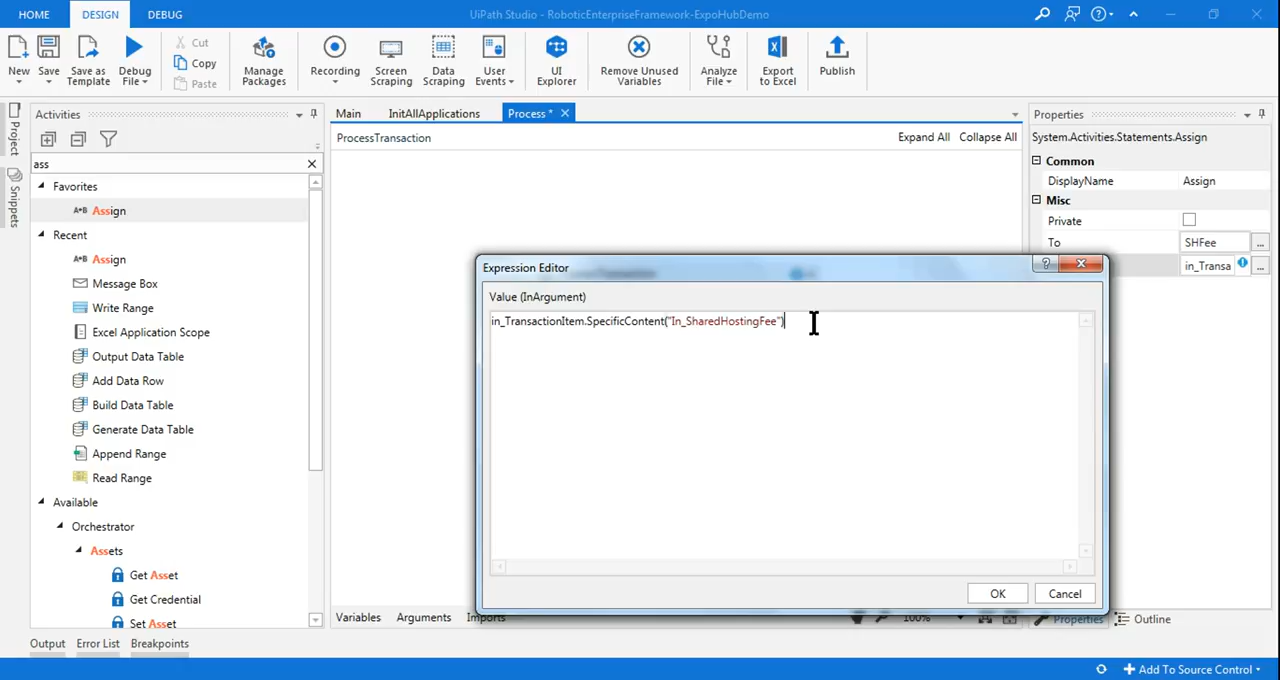 HOME
DESIGN
DEBUG
UiPath Studio - RoboticEnterpriseFramework-ExpoHubDemo
New
Save
Save as Template
Debug File
Cut
Copy
Paste
Manage Packages
Recording
Screen Scraping
Data Scraping
User Events
UI Explorer
Remove Unused Variables
Analyze File
Export to Excel
Publish
Project
Snippets
Activities
ass
Favorites
Assign
Recent
Assign
Message Box
Write Range
Excel Application Scope
Output Data Table
Add Data Row
Build Data Table
Generate Data Table
Append Range
Read Range
Available
Orchestrator
Assets
Get Asset
Get Credential
Set Asset
Main
InitAllApplications
Process *
ProcessTransaction
Expand All
Collapse All
Expression Editor
Value (InArgument)
in_TransactionItem.SpecificContent("In_SharedHostingFee")
OK
Cancel
Variables
Arguments
Imports
100%
Properties
System.Activities.Statements.Assign
Common
DisplayName
Assign
Misc
Private
To
SHFee
...
in_Transa
...
Properties
Outline
Output
Error List
Breakpoints
Add To Source Control